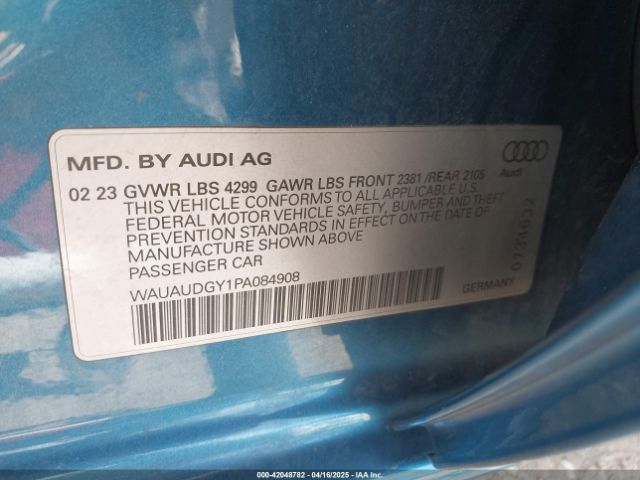 MFD. BY AUDI AG
02 23 GVWR LBS 4299 GAWR LBS FRONT 2381 /REAR 2105
THIS VEHICLE CONFORMS TO ALL APPLICABLE U.S.
FEDERAL MOTOR VEHICLE SAFETY, BUMPER AND THEFT
PREVENTION STANDARDS IN EFFECT ON THE DATE OF
MANUFACTURE SHOWN ABOVE
PASSENGER CAR
WAUAUDGY1PA084908
Audi
0734632
GERMANY
000-42048782 - 04/16/2025 - IAA Inc.